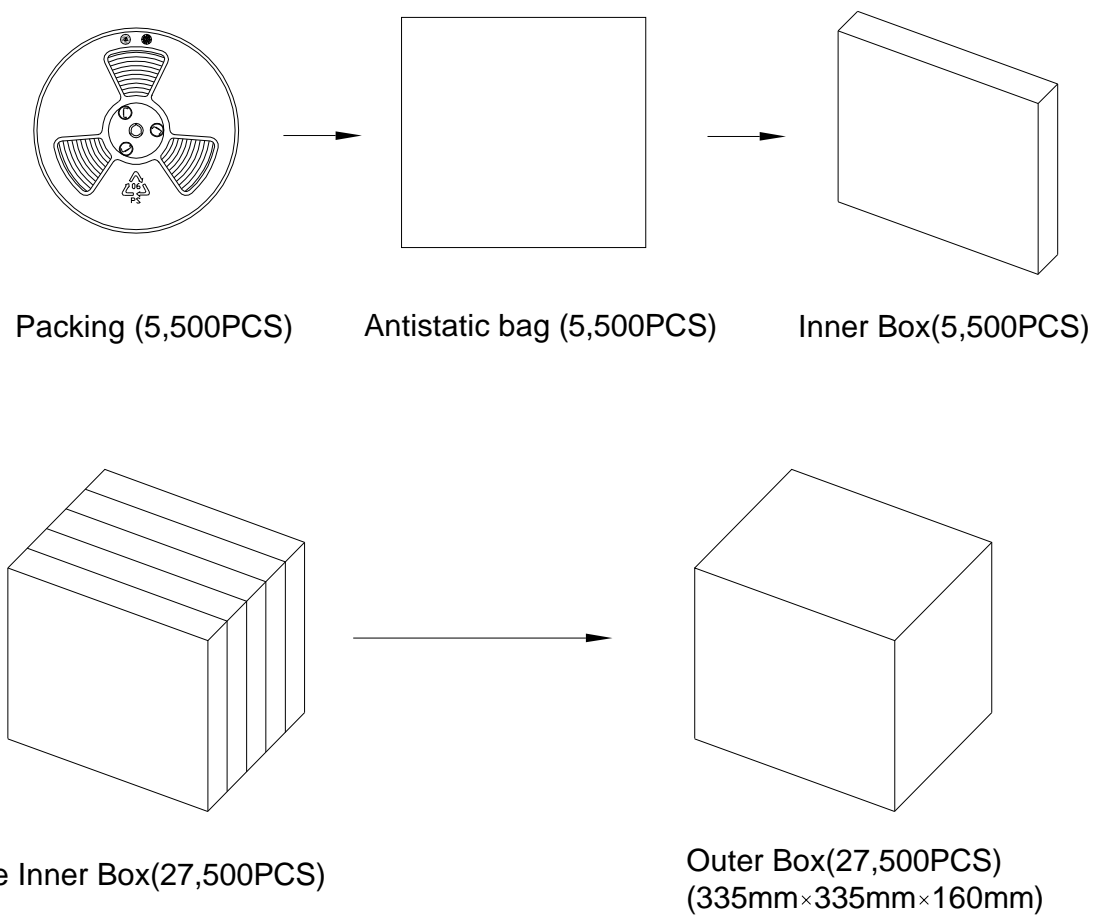 06
PS
Packing (5,500PCS)
Antistatic bag (5,500PCS)
Inner Box(5,500PCS)
e Inner Box(27,500PCS)
Outer Box(27,500PCS)
(335mm×335mm×160mm)